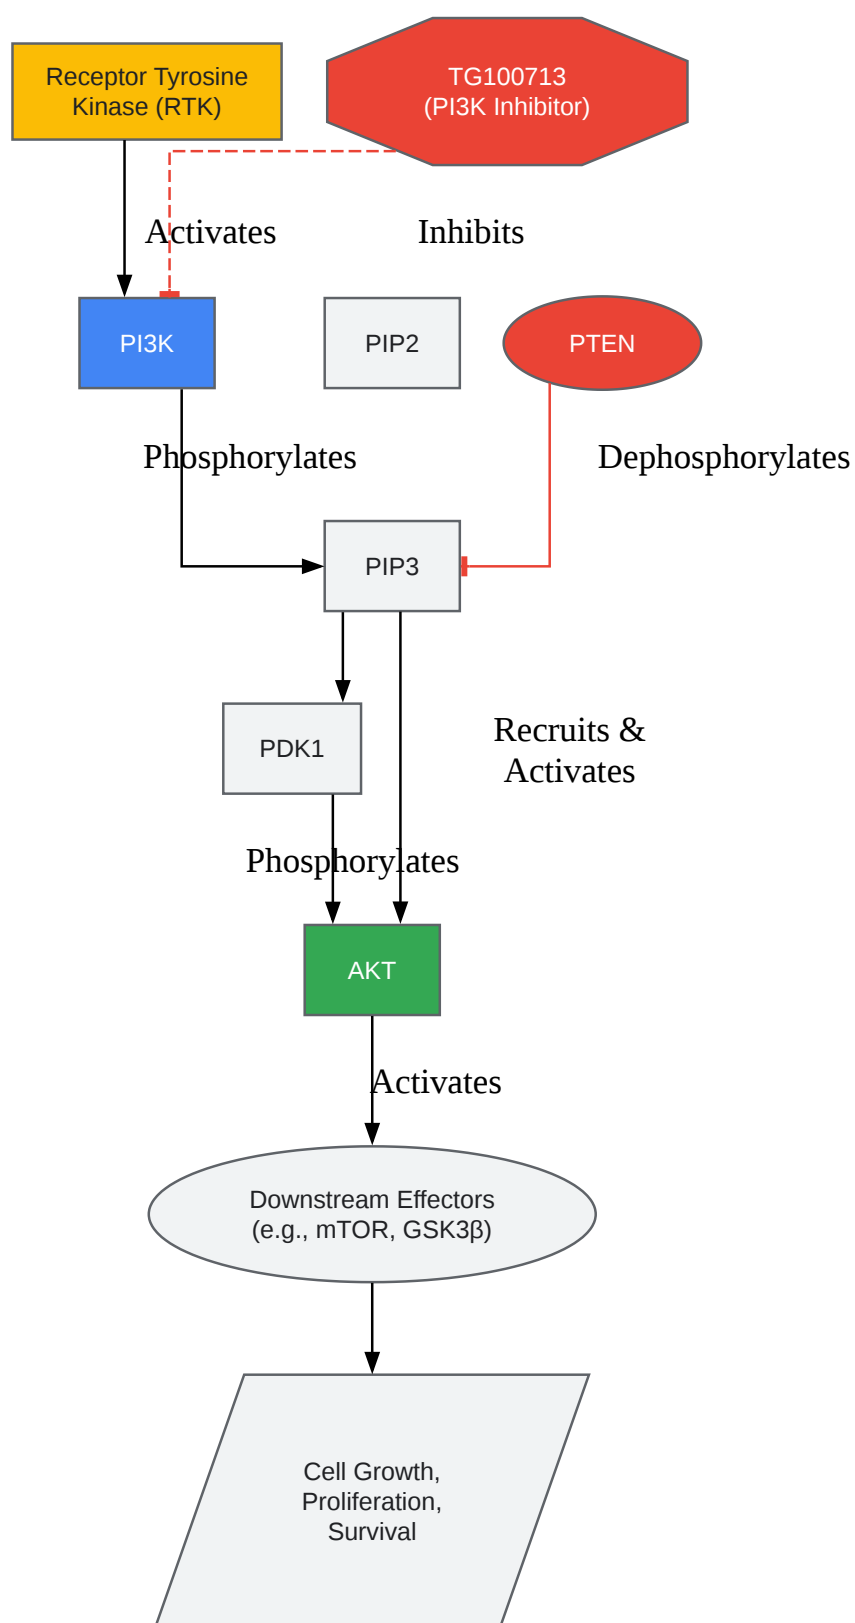 Receptor Tyrosine
Kinase (RTK)
TG100713
(PI3K Inhibitor)
Activates
Inhibits
PI3K
PIP2
PTEN
Phosphorylates
Dephosphorylates
PIP3
PDK1
Recruits &
Activates
Phosphorylates
AKT
Activates
Downstream Effectors
(e.g., mTOR, GSK3β)
Cell Growth,
Proliferation,
Survival